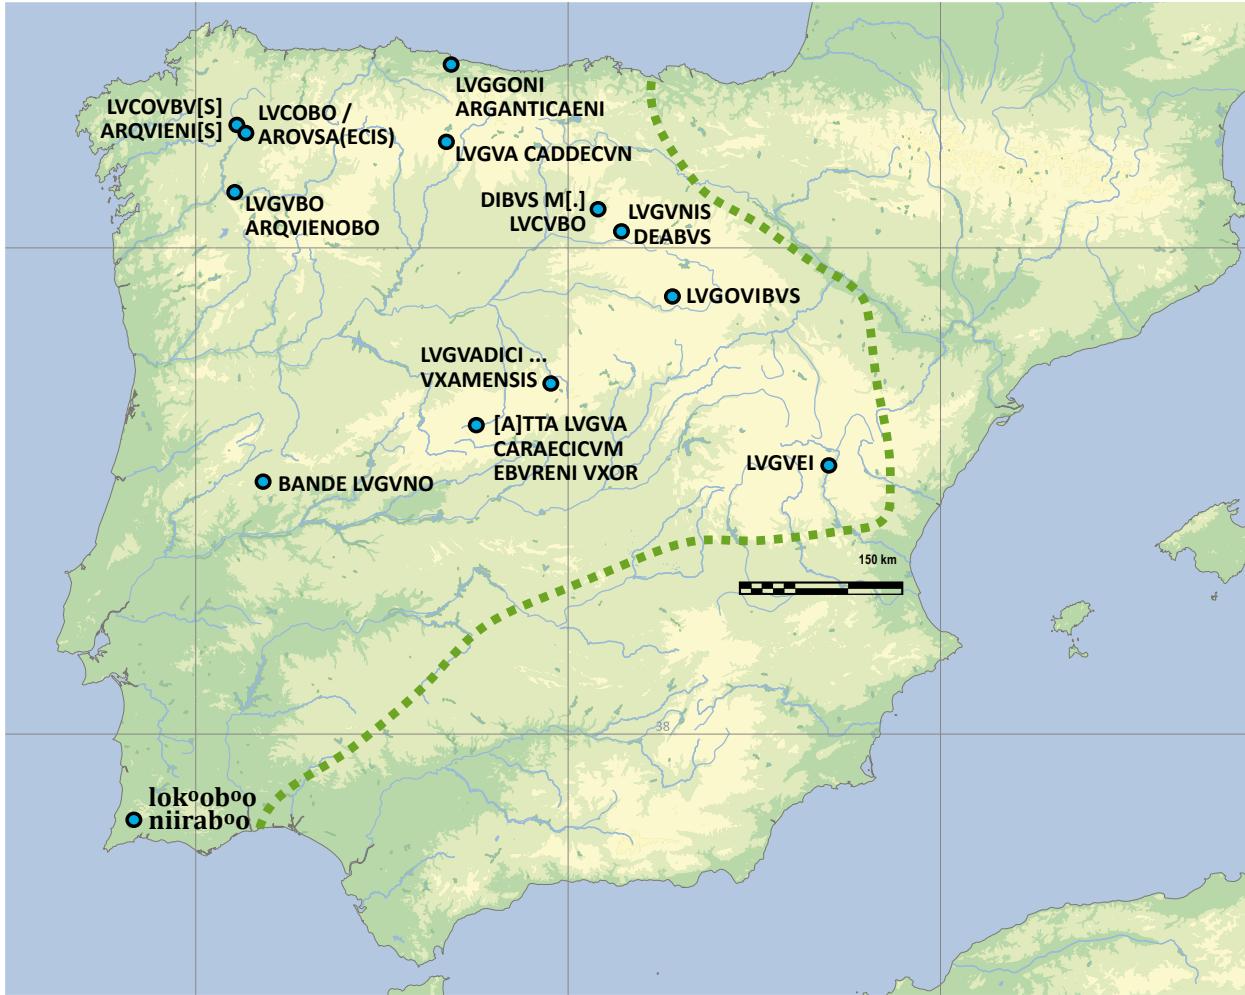 LVGGONI
ARGANTICAENI
LVCOVBV[S]
ARQVIENI[S]
LVCOBO /
AROVSA(ECIS)
LVGVA CADDECVN
LVGVBO
ARQVIENOBO
DIBVS M[.]
LVCVBO
LVGVNIS
DEABVS
LVGOVIBVS
LVGVADICI ...
VXAMENSIS
[A]TTA LVGVA
CARAECICVM
EBVRENI VXOR
LVGVEI
BANDE LVGVNO
150 km
38
lokᵒobᵒo
niirabᵒo